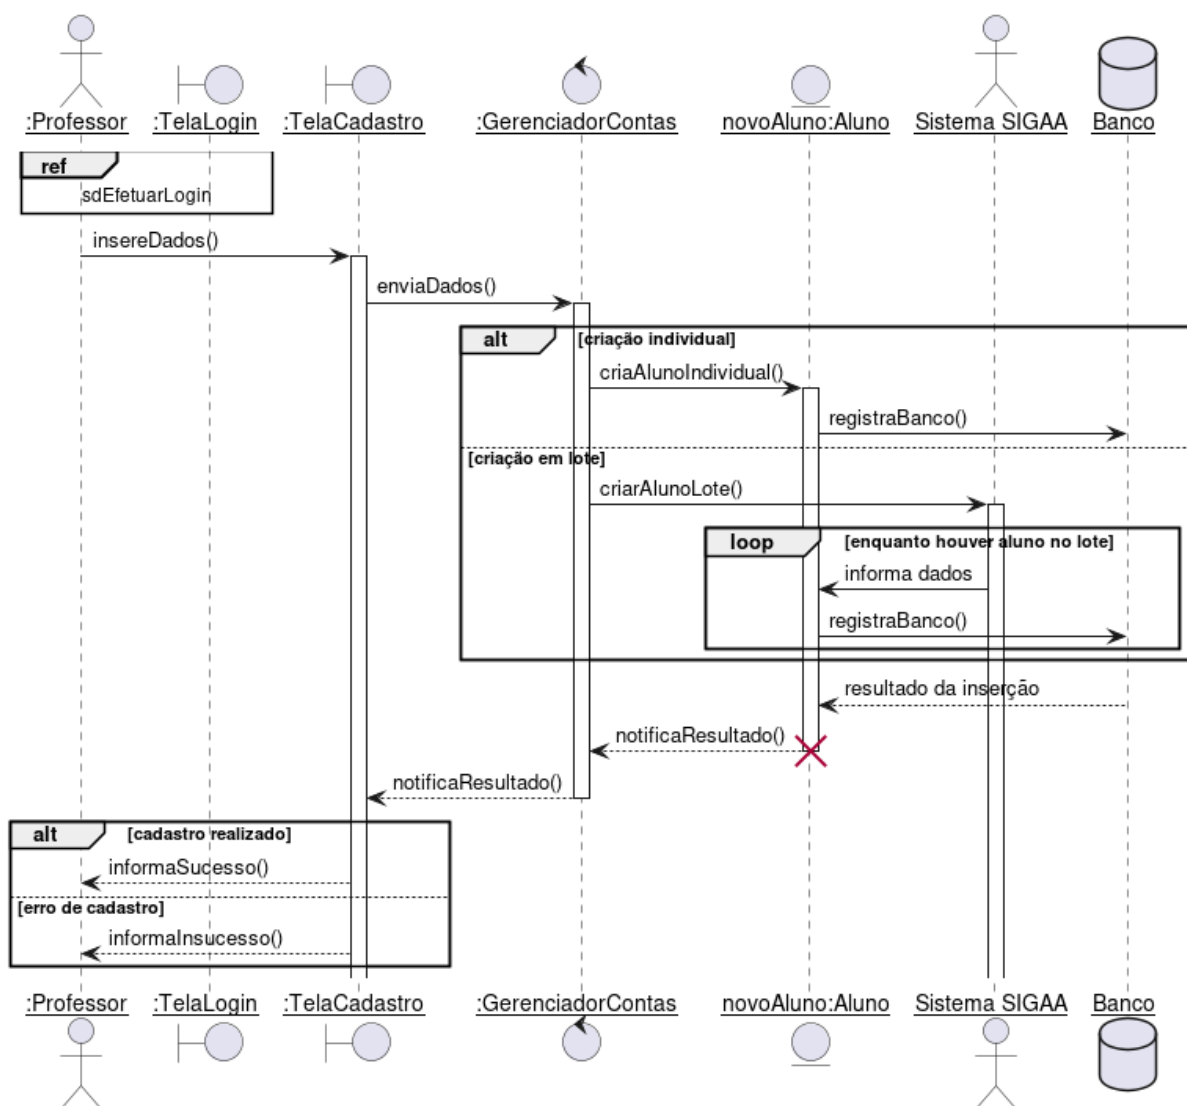 :Professor :TelaLogin :TelaCadastro :GerenciadorContas novoAluno:Aluno Sistema SIGAA Banco
ref
sdEfetuarLogin
insereDados()
enviaDados()
alt [criação individual]
criaAlunoIndividual()
registraBanco()
[criação em lote]
criarAlunoLote()
loop [enquanto houver aluno no lote]
informa dados
registraBanco()
resultado da inserção
notificaResultado()
notificaResultado()
alt [cadastro realizado]
informaSucesso()
[erro de cadastro]
informaInsucesso()
:Professor :TelaLogin :TelaCadastro :GerenciadorContas novoAluno:Aluno Sistema SIGAA Banco